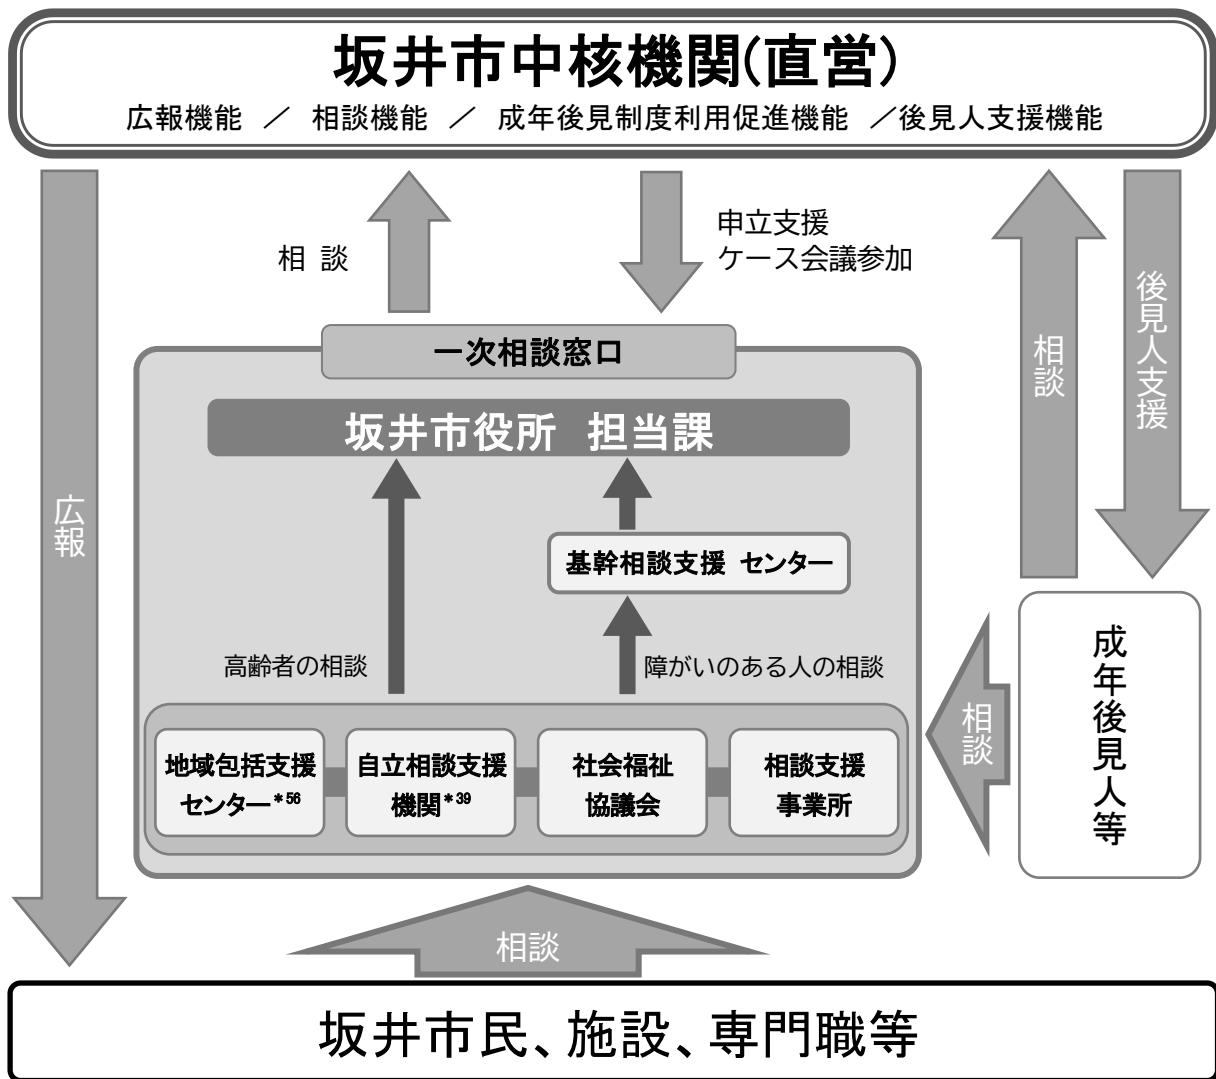 坂井市中核機関(直営)
広報機能 ／ 相談機能 ／ 成年後見制度利用促進機能 ／後見人支援機能
相 談
申立支援
ケース会議参加
後見人支援
相談
一次相談窓口
坂井市役所 担当課
広報
基幹相談支援 センター
高齢者の相談
障がいのある人の相談
成年後見人等
相談
地域包括支援
センター*56
自立相談支援
機関*39
社会福祉
協議会
相談支援
事業所
相談
坂井市民、施設、専門職等